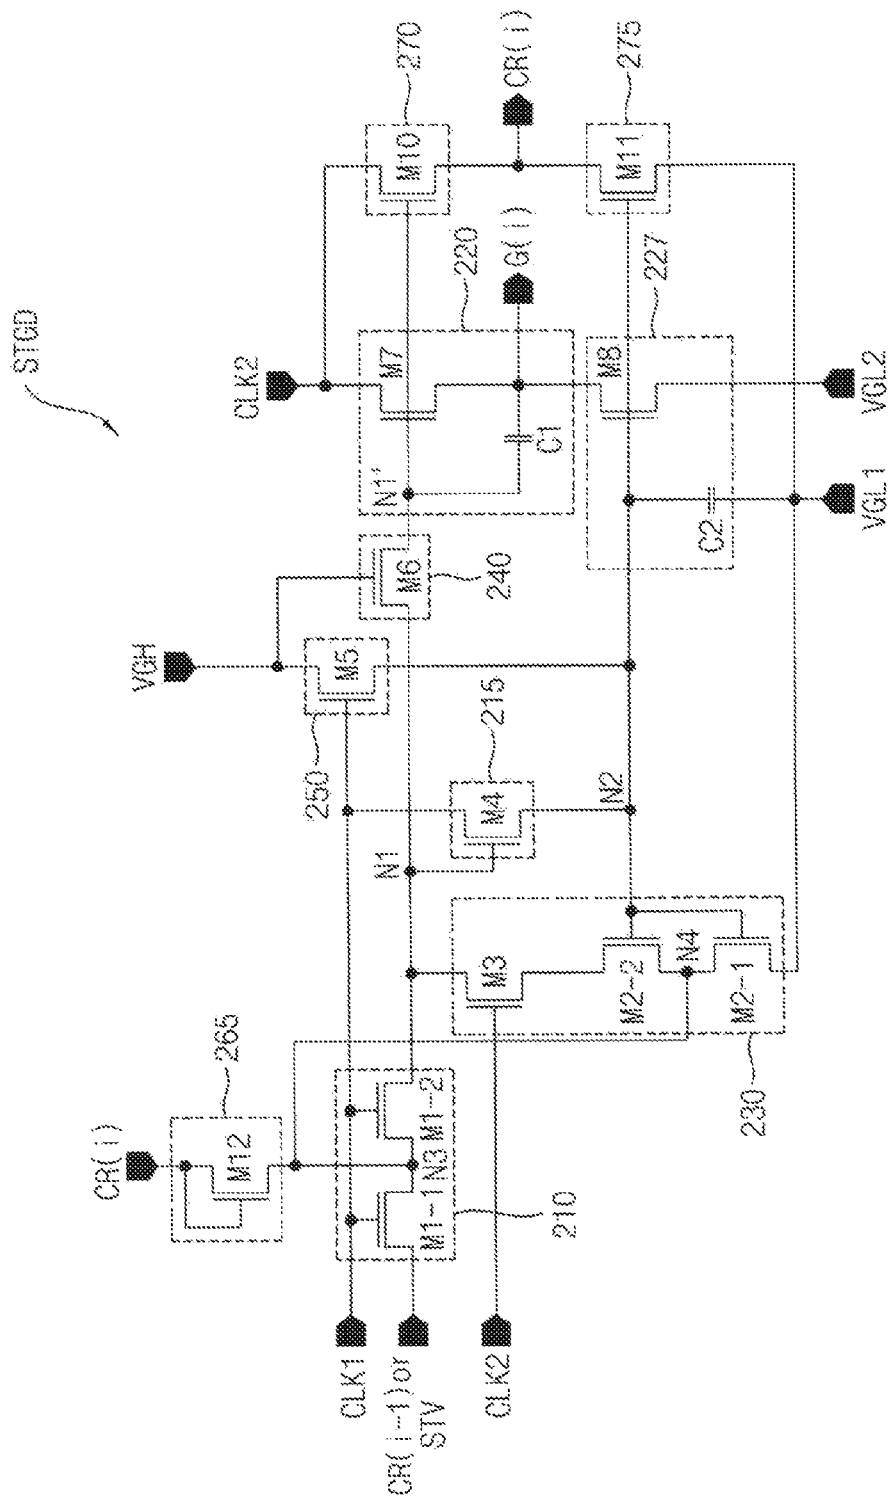 STGD
CR(i)
265
M12
VGH
250
M5
CLK2
M6
240
N1'
M7
220
C1
G(i)
270
M10
CR(i)
275
M11
227
M8
C2
VGL2
VGL1
215
M4
N1
N2
M3
M2-2
N4
M2-1
230
M1-2
N3
M1-1
210
CLK1
CR(i-1)or
STV
CLK2